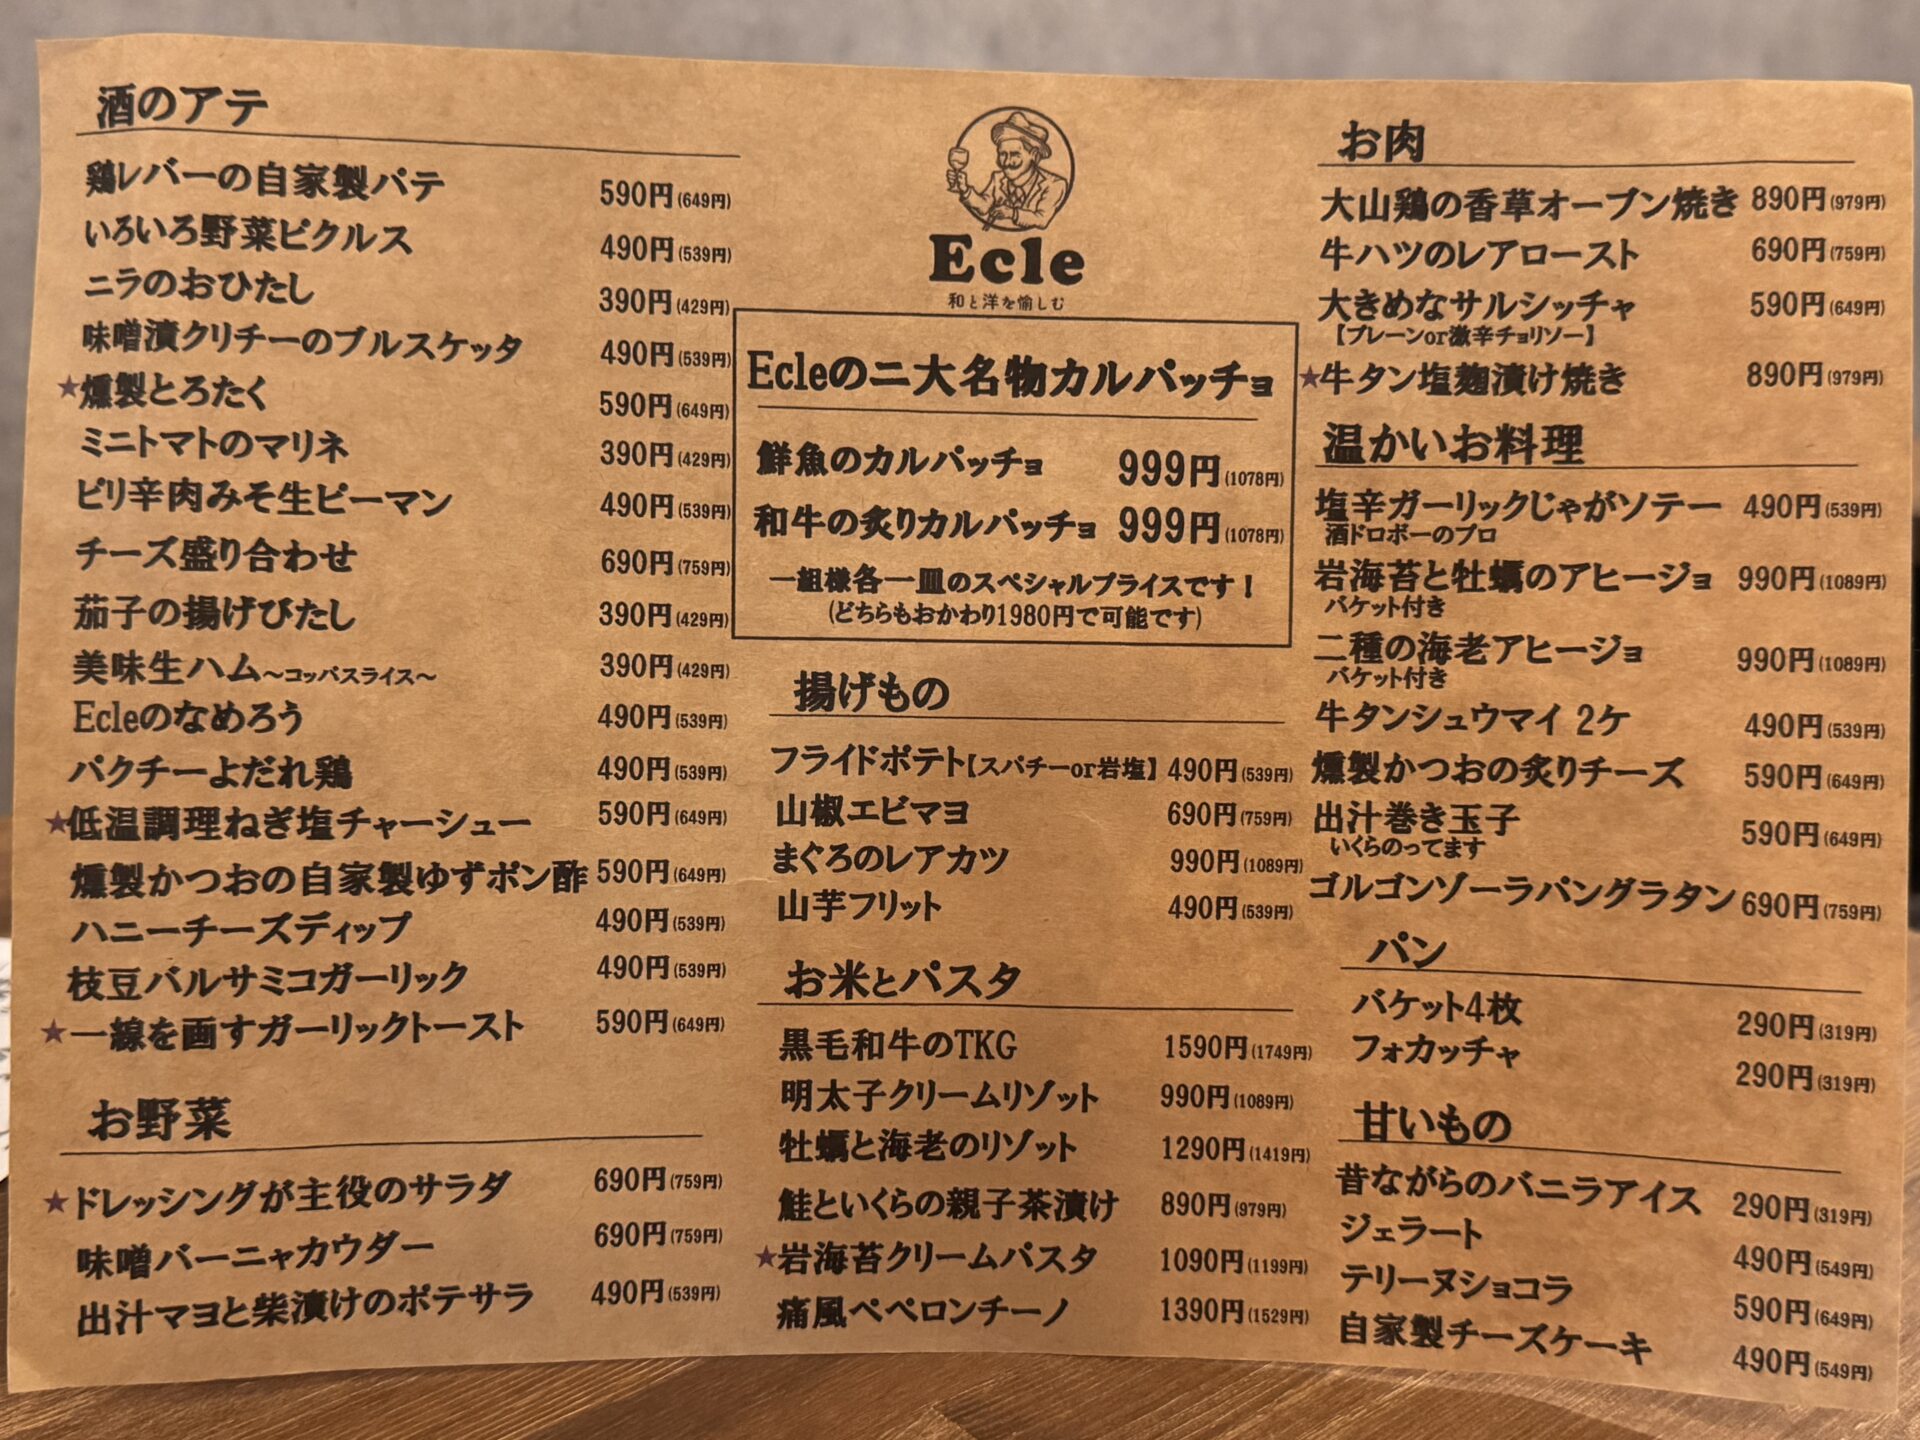 酒のアテ
鶏レバーの自家製パテ 590円(649円)
いろいろ野菜ピクルス 490円(539円)
ニラのおひたし 390円(429円)
味噌漬クリチーのブルスケッタ 490円(539円)
★燻製とろたく 590円(649円)
ミニトマトのマリネ 390円(429円)
ピリ辛肉みそ生ピーマン 490円(539円)
チーズ盛り合わせ 690円(759円)
茄子の揚げびたし 390円(429円)
美味生ハム～コッパスライス～ 390円(429円)
Ecleのなめろう 490円(539円)
パクチーよだれ鶏 490円(539円)
★低温調理ねぎ塩チャーシュー 590円(649円)
燻製かつおの自家製ゆずポン酢 590円(649円)
ハニーチーズディップ 490円(539円)
枝豆バルサミコガーリック 490円(539円)
★一線を画すガーリックトースト 590円(649円)
お野菜
★ドレッシングが主役のサラダ 690円(759円)
味噌バーニャカウダー 690円(759円)
出汁マヨと柴漬けのポテサラ 490円(539円)
Ecle
和と洋を愉しむ
Ecleの二大名物カルパッチョ
鮮魚のカルパッチョ 999円(1078円)
和牛の炙りカルパッチョ 999円(1078円)
一組様各一皿のスペシャルプライスです！
(どちらもおかわり1980円で可能です)
揚げもの
フライドポテト【スパチーor岩塩】 490円(539円)
山椒エビマヨ 690円(759円)
まぐろのレアカツ 990円(1089円)
山芋フリット 490円(539円)
お米とパスタ
黒毛和牛のTKG 1590円(1749円)
明太子クリームリゾット 990円(1089円)
牡蠣と海老のリゾット 1290円(1419円)
鮭といくらの親子茶漬け 890円(979円)
★岩海苔クリームパスタ 1090円(1199円)
痛風ペペロンチーノ 1390円(1529円)
お肉
大山鶏の香草オーブン焼き 890円(979円)
牛ハツのレアロースト 690円(759円)
大きめなサルシッチャ 590円(649円)
【プレーンor激辛チョリソー】
★牛タン塩麹漬け焼き 890円(979円)
温かいお料理
塩辛ガーリックじゃがソテー 490円(539円)
酒ドロボーのプロ
岩海苔と牡蠣のアヒージョ 990円(1089円)
バケット付き
二種の海老アヒージョ 990円(1089円)
バケット付き
牛タンシュウマイ 2ケ 490円(539円)
燻製かつおの炙りチーズ 590円(649円)
出汁巻き玉子 590円(649円)
いくらのってます
ゴルゴンゾーラパングラタン 690円(759円)
パン
バケット4枚 290円(319円)
フォカッチャ 290円(319円)
甘いもの
昔ながらのバニラアイス 290円(319円)
ジェラート 490円(549円)
テリーヌショコラ 590円(649円)
自家製チーズケーキ 490円(549円)